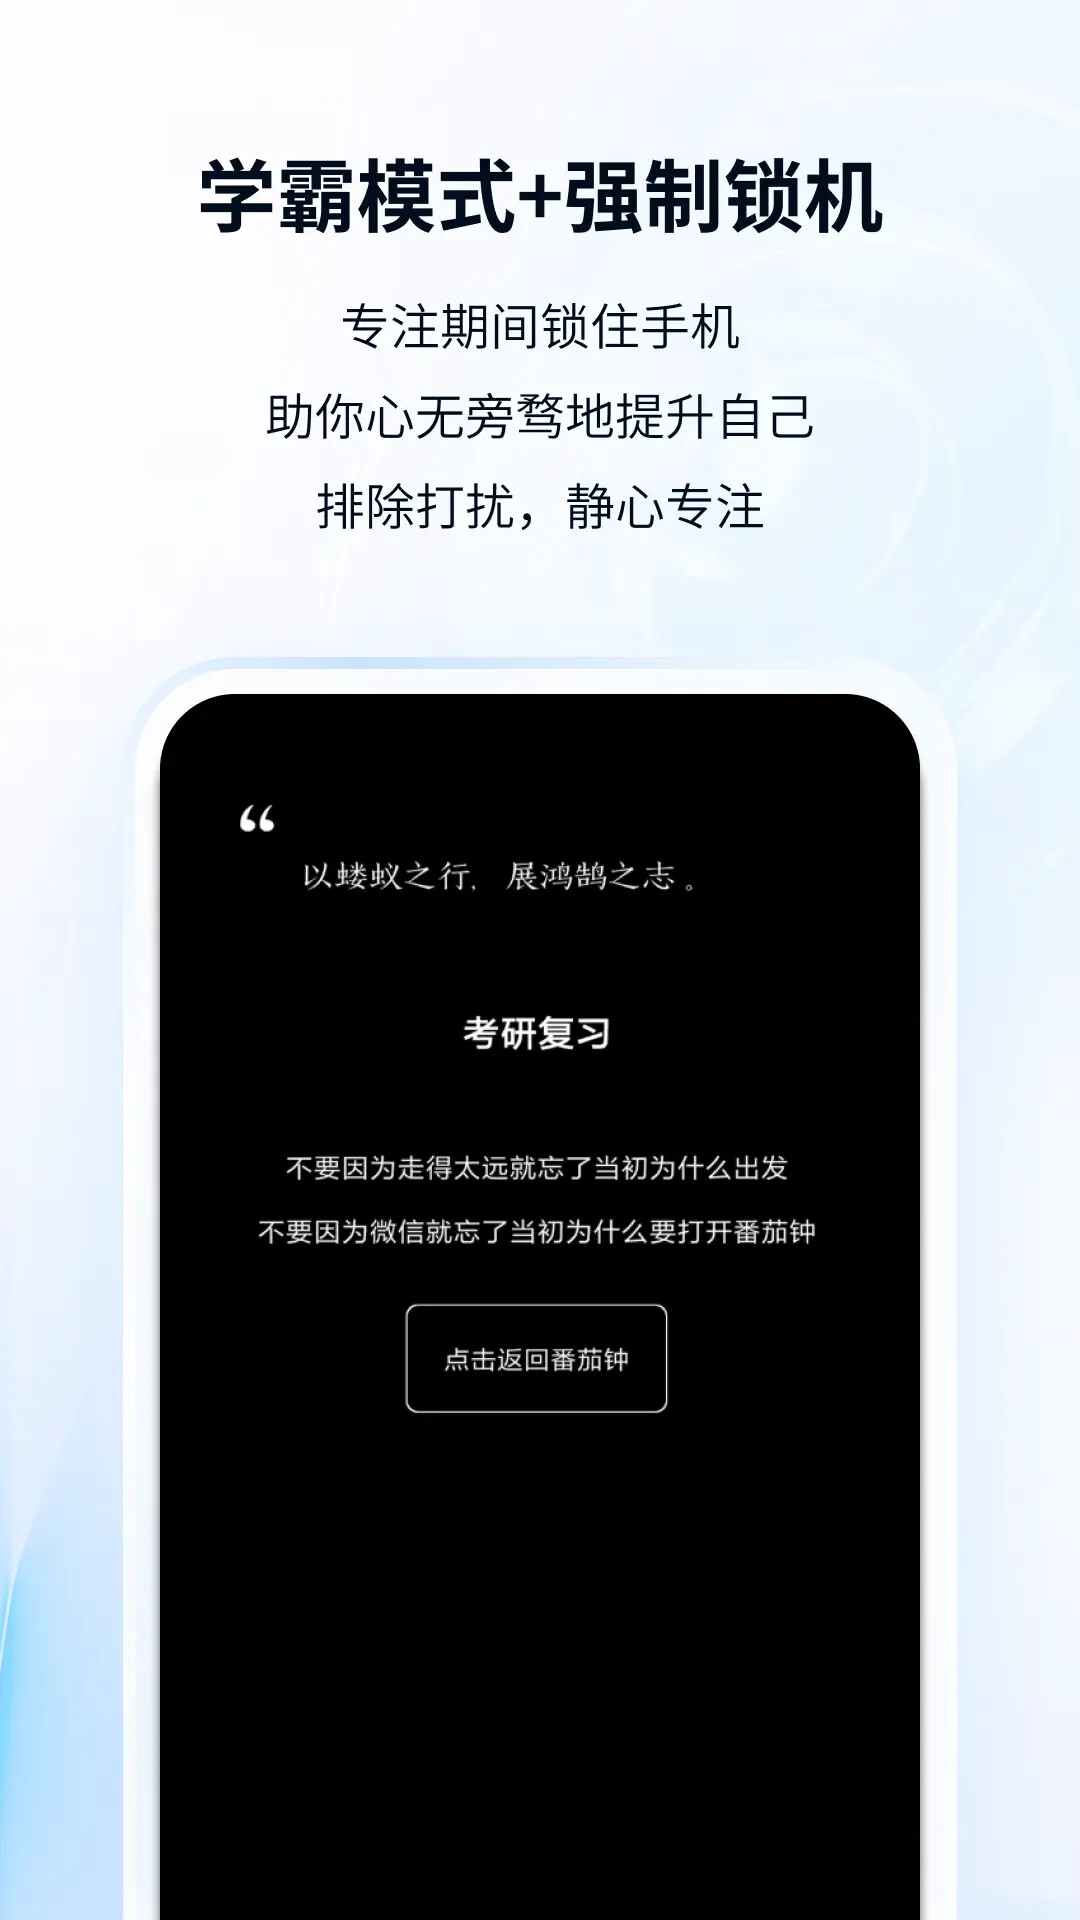 学霸模式+强制锁机
专注期间锁住手机
助你心无旁骛地提升自己
排除打扰，静心专注
“
以蝼蚁之行，展鸿鹄之志。
考研复习
不要因为走得太远就忘了当初为什么出发
不要因为微信就忘了当初为什么要打开番茄钟
点击返回番茄钟